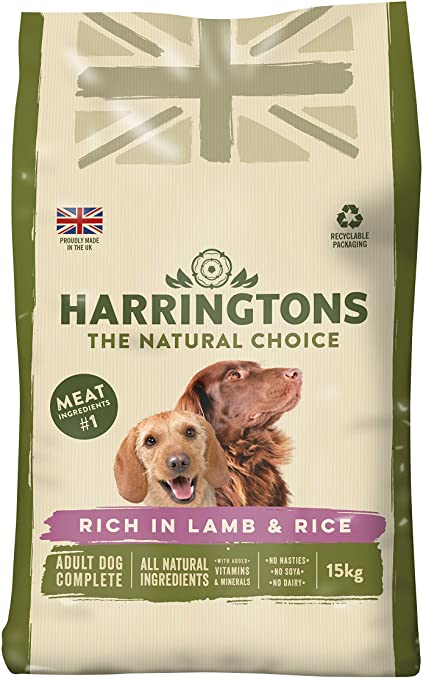 PROUDLY MADE
IN THE UK
RECYCLABLE
PACKAGING
HARRINGTONS
THE NATURAL CHOICE
MEAT
INGREDIENTS
#1
RICH IN LAMB & RICE
ADULT DOG
COMPLETE
ALL NATURAL
INGREDIENTS
•WITH ADDED•
VITAMINS
& MINERALS
•NO NASTIES•
•NO SOYA•
•NO DAIRY•
15kg